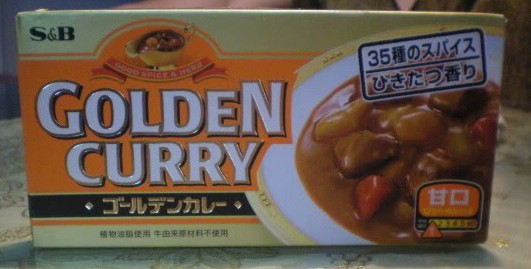 S&B
GOOD SPICE & HERB
35種のスパイス
ひきたつ香り
GOLDEN
CURRY
ゴールデンカレー
甘口
植物油脂使用 牛由来原材料不使用